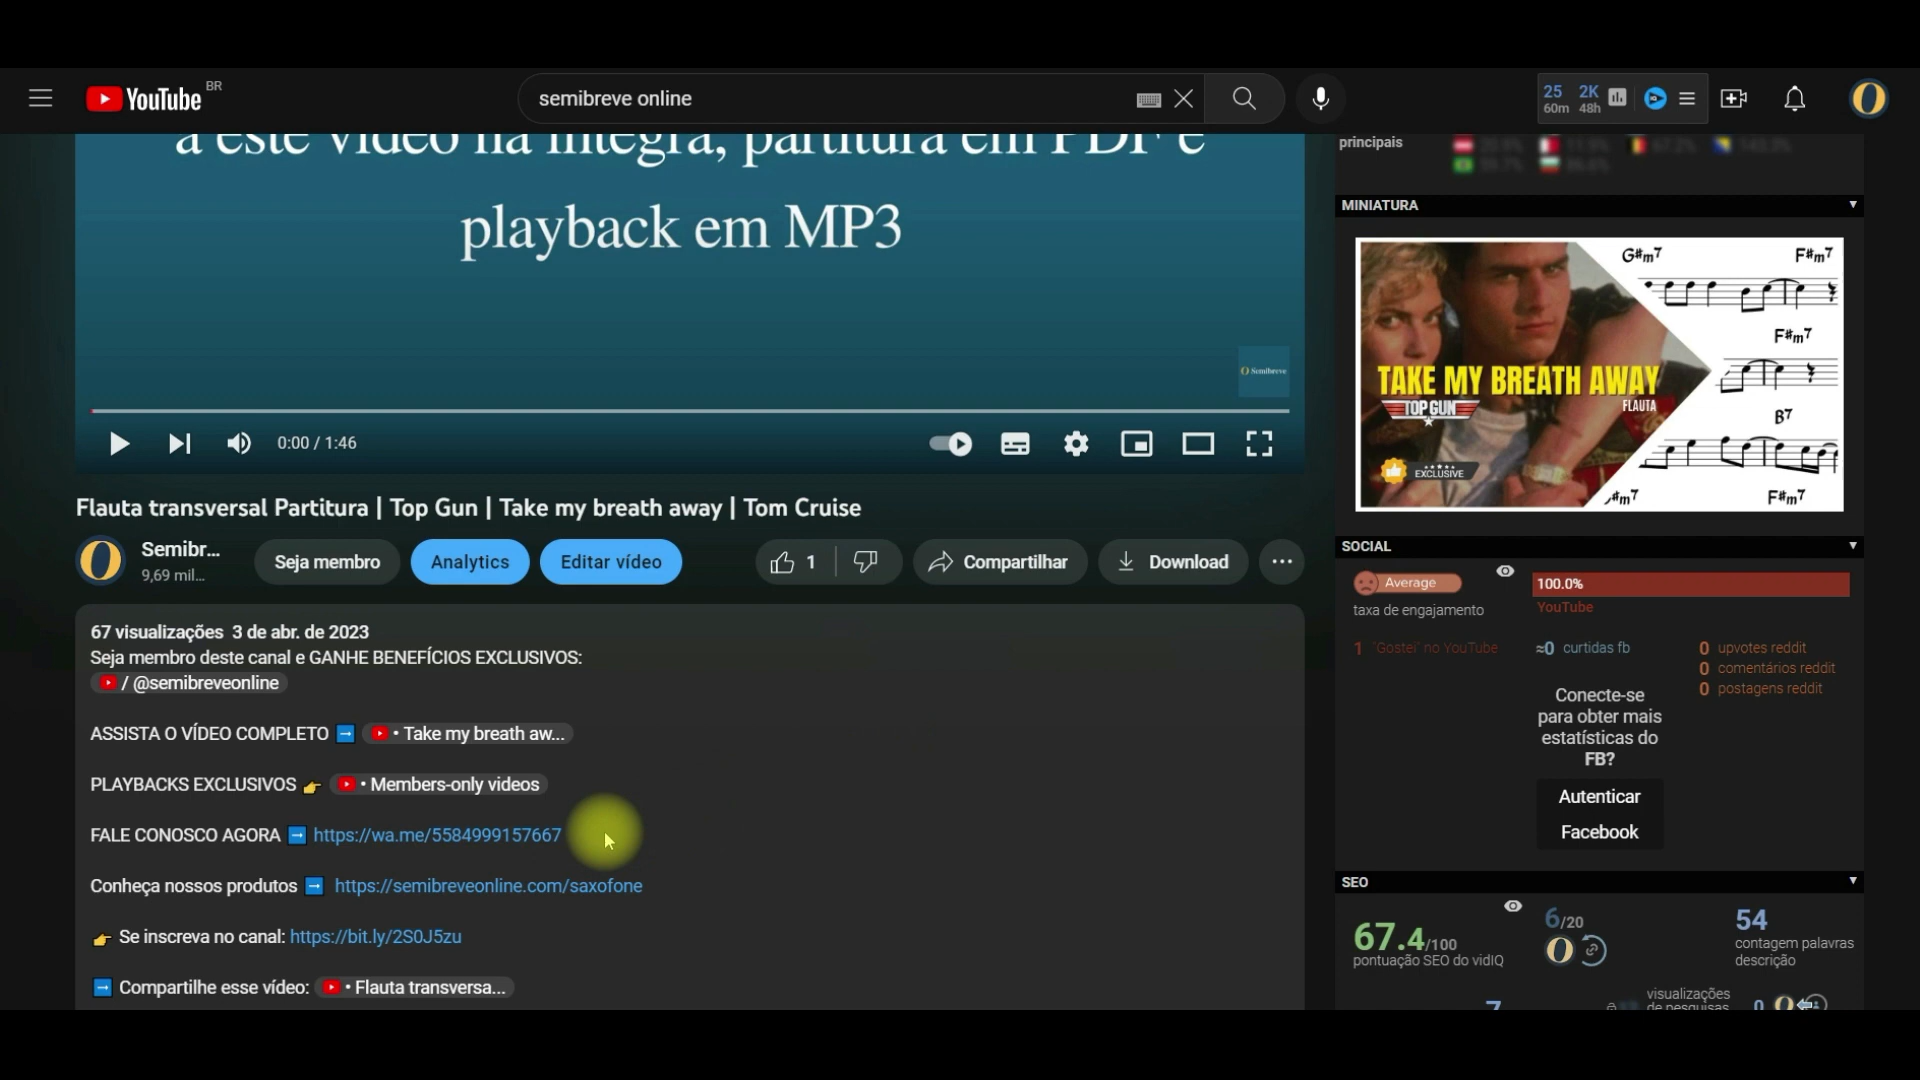 YouTube BR
semibreve online
25 2K
60m 48h
a este vídeo na íntegra, partitura em PDF e
playback em MP3
Semibreve
0:00 / 1:46
Flauta transversal Partitura | Top Gun | Take my breath away | Tom Cruise
Semibr...
9,69 mil...
Seja membro
Analytics
Editar vídeo
1
Compartilhar
Download
67 visualizações 3 de abr. de 2023
Seja membro deste canal e GANHE BENEFÍCIOS EXCLUSIVOS:
/ @semibreveonline
ASSISTA O VÍDEO COMPLETO ➡ • Take my breath aw...
PLAYBACKS EXCLUSIVOS 👉 • Members-only videos
FALE CONOSCO AGORA ➡ https://wa.me/5584999157667
Conheça nossos produtos ➡ https://semibreveonline.com/saxofone
👉 Se inscreva no canal: https://bit.ly/2S0J5zu
➡ Compartilhe esse vídeo: • Flauta transversa...
principais
MINIATURA
G#m7 F#m7
F#m7
TAKE MY BREATH AWAY
TOP GUN
FLAUTA
B7
EXCLUSIVE
#m7 F#m7
SOCIAL
Average
taxa de engajamento
100.0%
YouTube
1 "Gostei" no YouTube
≈0 curtidas fb
0 upvotes reddit
0 comentários reddit
0 postagens reddit
Conecte-se
para obter mais
estatísticas do
FB?
Autenticar
Facebook
SEO
67.4/100
pontuação SEO do vidIQ
6/20
54
contagem palavras
descrição
7
visualizações
de pesquisas
0